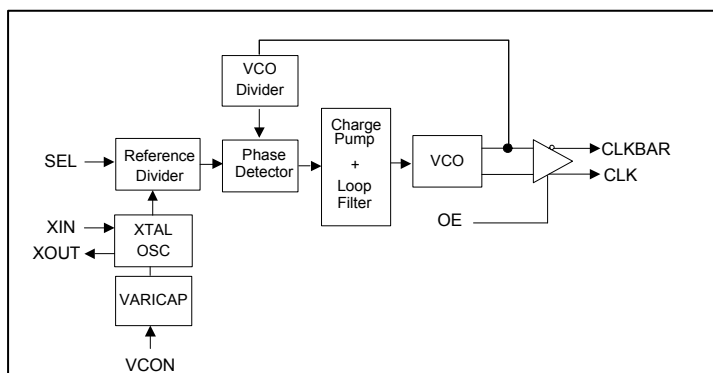 VCO
Divider
Charge
Pump
+
Loop
Filter
SEL
Reference
Divider
Phase
Detector
VCO
CLKBAR
CLK
OE
XIN
XOUT
XTAL
OSC
VARICAP
VCON